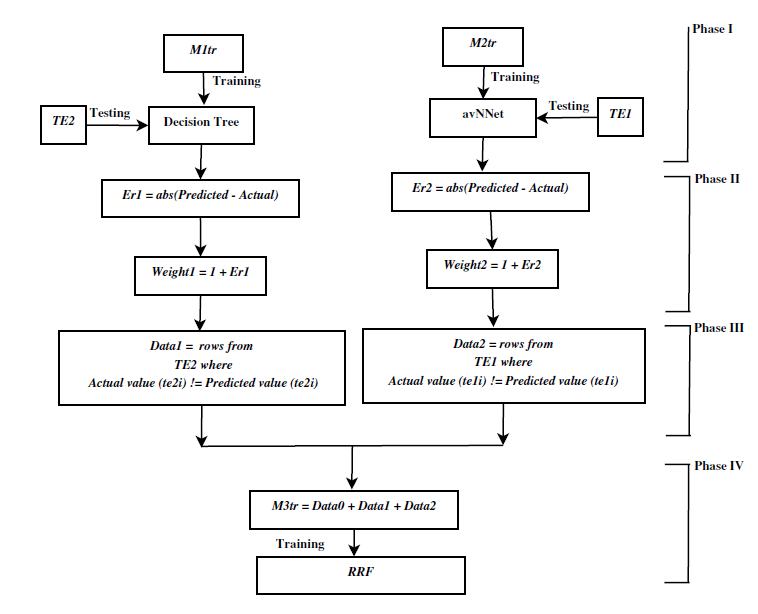 Phase I
M1tr
M2tr
Training
Training
TE2
Testing
Decision Tree
avNNet
Testing
TE1
Phase II
Er1 = abs(Predicted - Actual)
Er2 = abs(Predicted - Actual)
Weight1 = 1 + Er1
Weight2 = 1 + Er2
Phase III
Data1 = rows from
TE2 where
Actual value (te2i) != Predicted value (te2i)
Data2 = rows from
TE1 where
Actual value (te1i) != Predicted value (te1i)
Phase IV
M3tr = Data0 + Data1 + Data2
Training
RRF